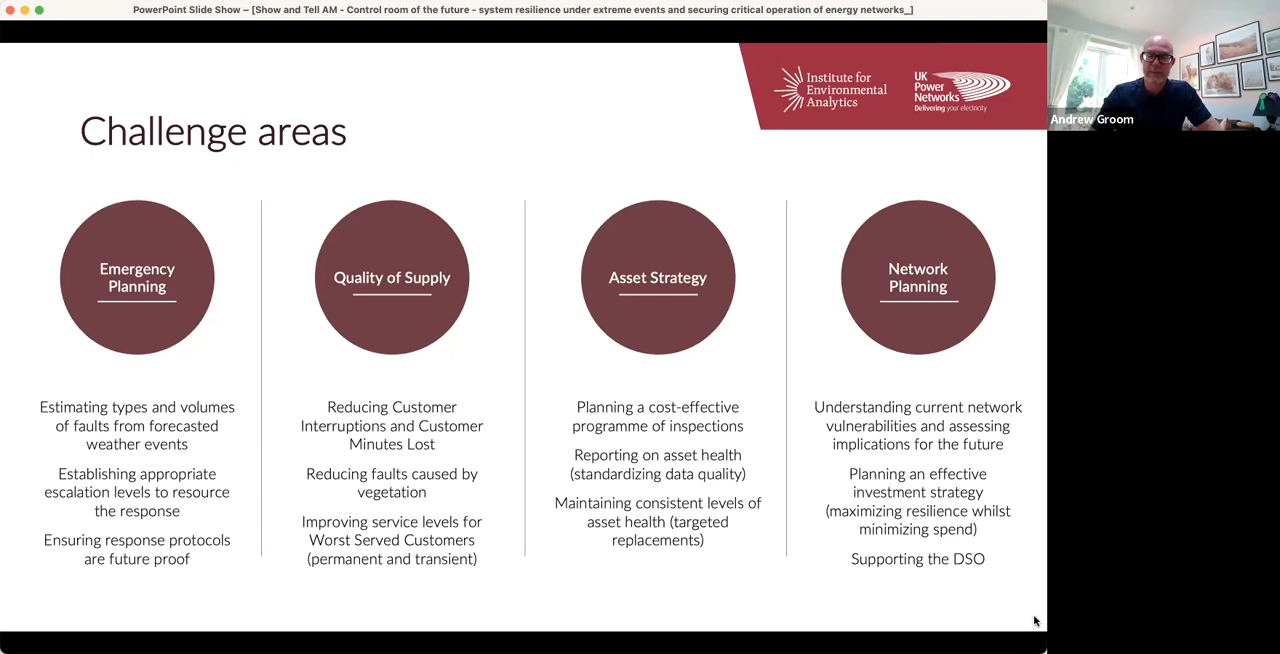 PowerPoint Slide Show – [Show and Tell AM - Control room of the future - system resilience under extreme events and securing critical operation of energy networks_]
Institute for
Environmental
Analytics
UK
Power
Networks
Delivering your electricity
Andrew Groom
Challenge areas
Emergency
Planning
Estimating types and volumes
of faults from forecasted
weather events
Establishing appropriate
escalation levels to resource
the response
Ensuring response protocols
are future proof
Quality of Supply
Reducing Customer
Interruptions and Customer
Minutes Lost
Reducing faults caused by
vegetation
Improving service levels for
Worst Served Customers
(permanent and transient)
Asset Strategy
Planning a cost-effective
programme of inspections
Reporting on asset health
(standardizing data quality)
Maintaining consistent levels of
asset health (targeted
replacements)
Network
Planning
Understanding current network
vulnerabilities and assessing
implications for the future
Planning an effective
investment strategy
(maximizing resilience whilst
minimizing spend)
Supporting the DSO